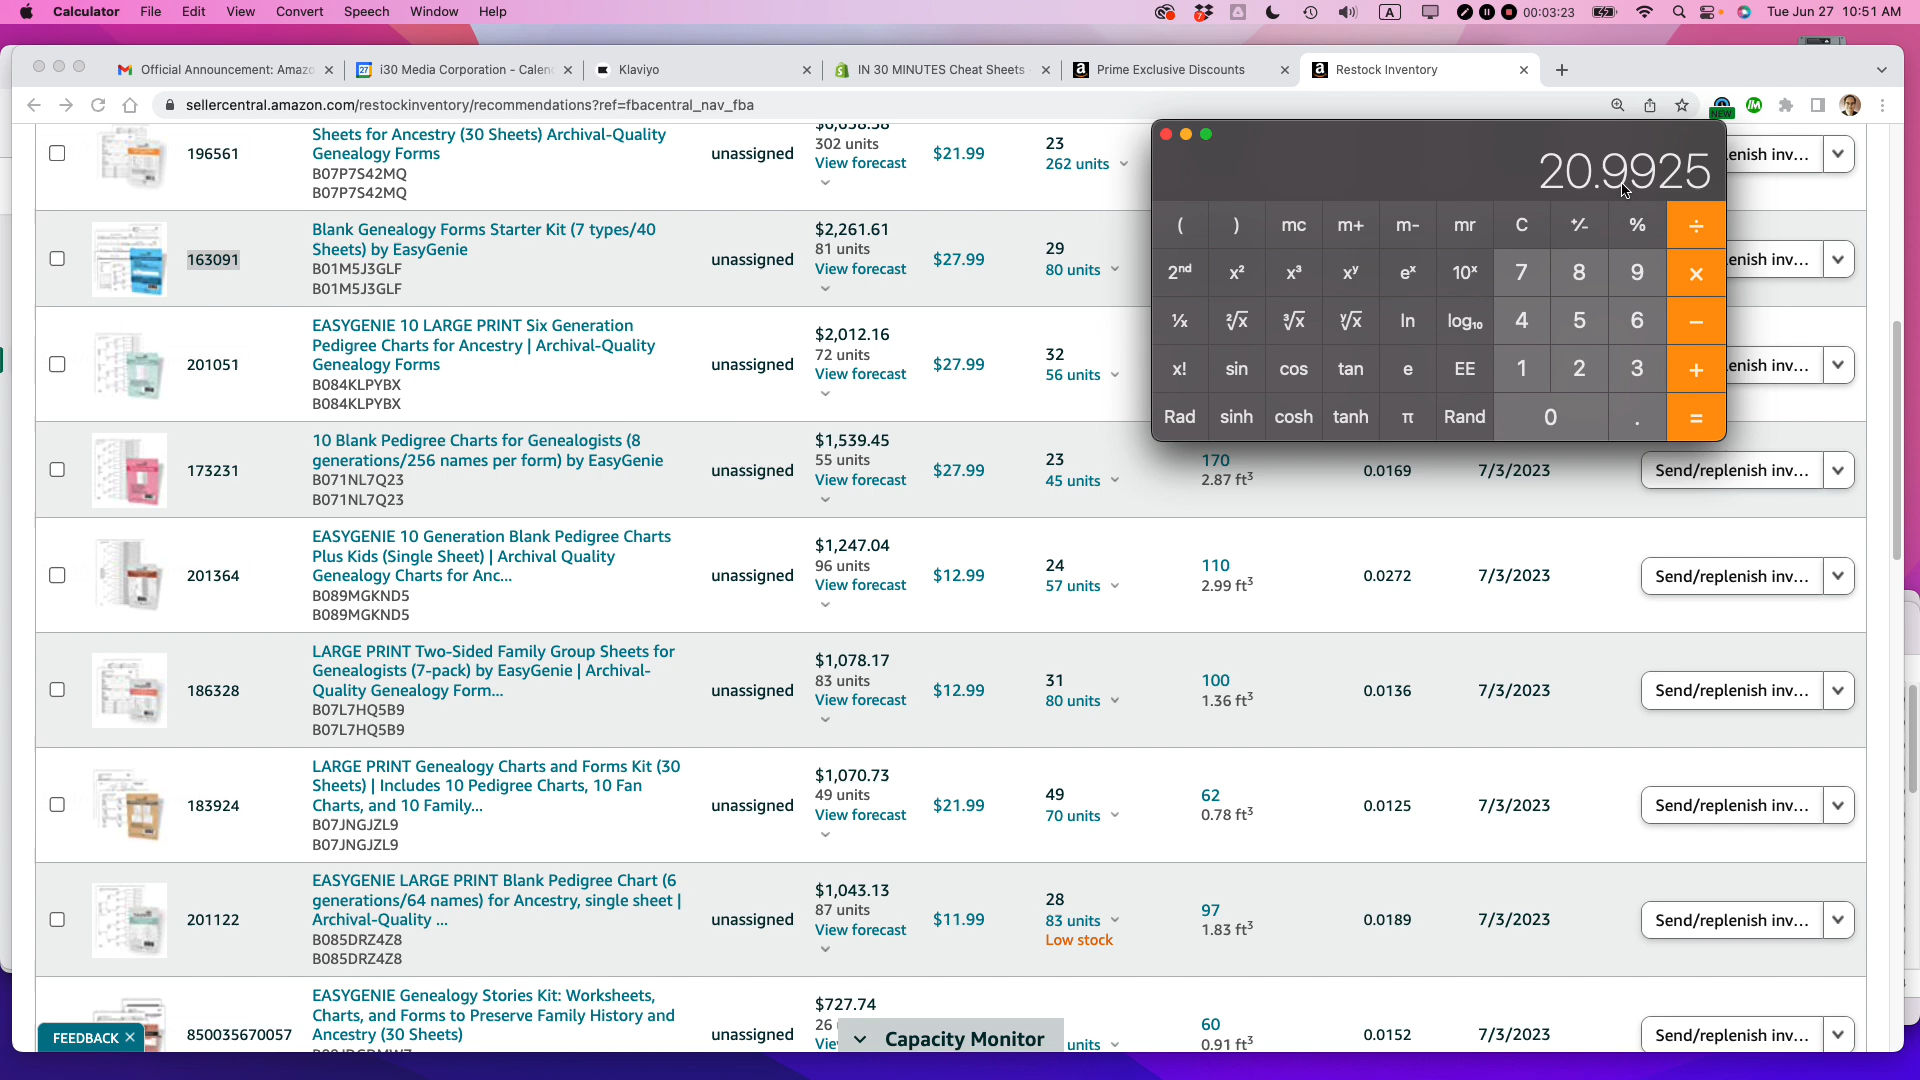 Calculator File Edit View Convert Speech Window Help
7 A 00:03:23 Tue Jun 27 10:51 AM
Official Announcement: Amazo
27 i30 Media Corporation - Calen
Klaviyo
IN 30 MINUTES Cheat Sheets
Prime Exclusive Discounts
Restock Inventory
sellercentral.amazon.com/restockinventory/recommendations?ref=fbacentral_nav_fba
NEW
196561
Sheets for Ancestry (30 Sheets) Archival-Quality
Genealogy Forms
B07P7S42MQ
B07P7S42MQ
unassigned
302 units
View forecast
$21.99
23
262 units
enish inv...
163091
Blank Genealogy Forms Starter Kit (7 types/40
Sheets) by EasyGenie
B01M5J3GLF
B01M5J3GLF
unassigned
$2,261.61
81 units
View forecast
$27.99
29
80 units
enish inv...
201051
EASYGENIE 10 LARGE PRINT Six Generation
Pedigree Charts for Ancestry | Archival-Quality
Genealogy Forms
B084KLPYBX
B084KLPYBX
unassigned
$2,012.16
72 units
View forecast
$27.99
32
56 units
enish inv...
20.9925
( ) mc m+ m- mr C +⁄- % ÷
2nd x² x³ xʸ eˣ 10ˣ 7 8 9 ×
¹⁄x ²√x ³√x ʸ√x ln log₁₀ 4 5 6 −
x! sin cos tan e EE 1 2 3 +
Rad sinh cosh tanh π Rand 0 . =
173231
10 Blank Pedigree Charts for Genealogists (8
generations/256 names per form) by EasyGenie
B071NL7Q23
B071NL7Q23
unassigned
$1,539.45
55 units
View forecast
$27.99
23
45 units
170
2.87 ft³
0.0169
7/3/2023
Send/replenish inv...
201364
EASYGENIE 10 Generation Blank Pedigree Charts
Plus Kids (Single Sheet) | Archival Quality
Genealogy Charts for Anc...
B089MGKND5
B089MGKND5
unassigned
$1,247.04
96 units
View forecast
$12.99
24
57 units
110
2.99 ft³
0.0272
7/3/2023
Send/replenish inv...
186328
LARGE PRINT Two-Sided Family Group Sheets for
Genealogists (7-pack) by EasyGenie | Archival-
Quality Genealogy Form...
B07L7HQ5B9
B07L7HQ5B9
unassigned
$1,078.17
83 units
View forecast
$12.99
31
80 units
100
1.36 ft³
0.0136
7/3/2023
Send/replenish inv...
183924
LARGE PRINT Genealogy Charts and Forms Kit (30
Sheets) | Includes 10 Pedigree Charts, 10 Fan
Charts, and 10 Family...
B07JNGJZL9
B07JNGJZL9
unassigned
$1,070.73
49 units
View forecast
$21.99
49
70 units
62
0.78 ft³
0.0125
7/3/2023
Send/replenish inv...
201122
EASYGENIE LARGE PRINT Blank Pedigree Chart (6
generations/64 names) for Ancestry, single sheet |
Archival-Quality ...
B085DRZ4Z8
B085DRZ4Z8
unassigned
$1,043.13
87 units
View forecast
$11.99
28
83 units
Low stock
97
1.83 ft³
0.0189
7/3/2023
Send/replenish inv...
850035670057
EASYGENIE Genealogy Stories Kit: Worksheets,
Charts, and Forms to Preserve Family History and
Ancestry (30 Sheets)
unassigned
$727.74
26
units
60
0.91 ft³
0.0152
7/3/2023
Send/replenish inv...
FEEDBACK
Capacity Monitor